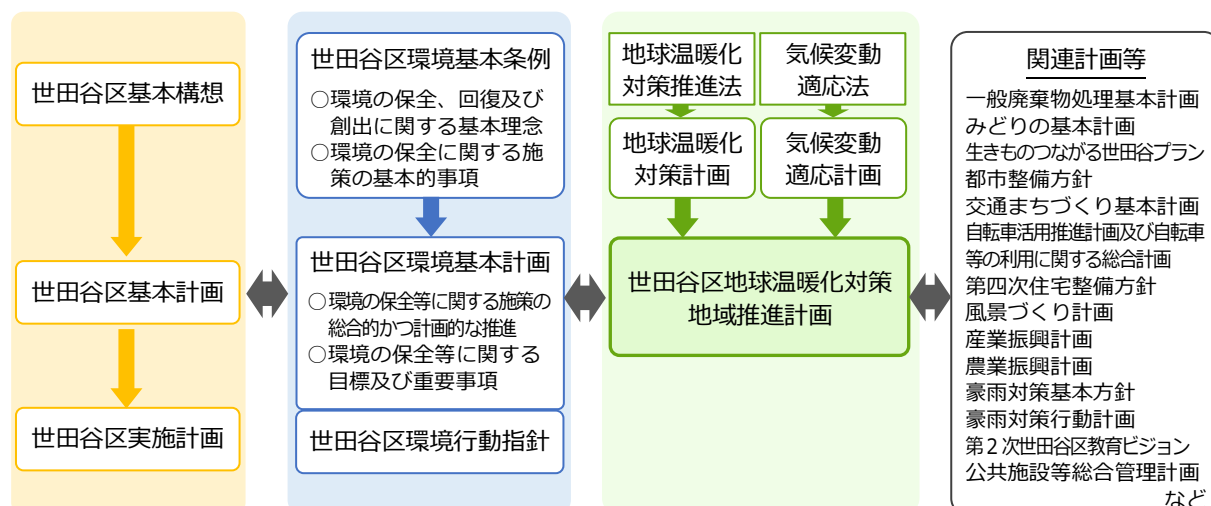 世田谷区基本構想
世田谷区基本計画
世田谷区実施計画
世田谷区環境基本条例
○環境の保全、回復及び
創出に関する基本理念
○環境の保全に関する施
策の基本的事項
世田谷区環境基本計画
○環境の保全等に関する施策の
総合的かつ計画的な推進
○環境の保全等に関する
目標及び重要事項
世田谷区環境行動指針
地球温暖化
対策推進法
気候変動
適応法
地球温暖化
対策計画
気候変動
適応計画
世田谷区地球温暖化対策
地域推進計画
関連計画等
一般廃棄物処理基本計画
みどりの基本計画
生きものつながる世田谷プラン
都市整備方針
交通まちづくり基本計画
自転車活用推進計画及び自転車
等の利用に関する総合計画
第四次住宅整備方針
風景づくり計画
産業振興計画
農業振興計画
豪雨対策基本方針
豪雨対策行動計画
第２次世田谷区教育ビジョン
公共施設等総合管理計画
など